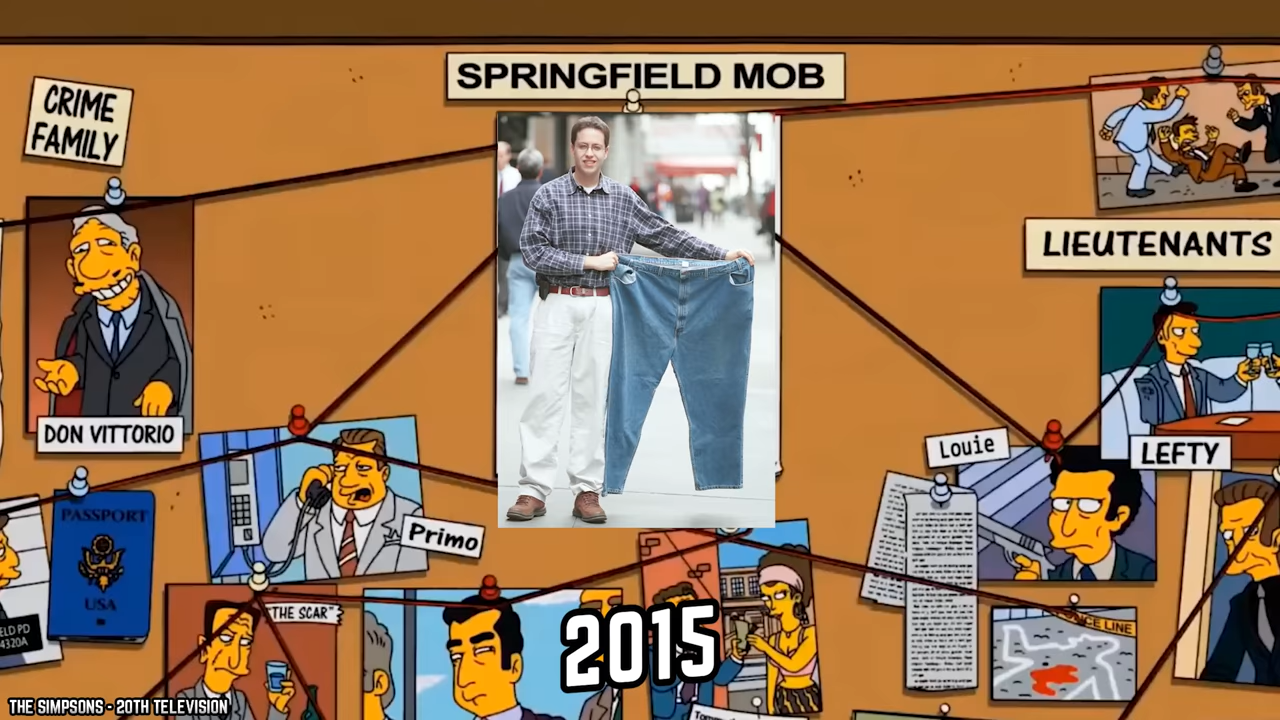 SPRINGFIELD MOB
CRIME
FAMILY
LIEUTENANTS
DON VITTORIO
Louie
LEFTY
PASSPORT
USA
Primo
"THE SCAR"
4320A
2015
THE SIMPSONS - 20TH TELEVISION